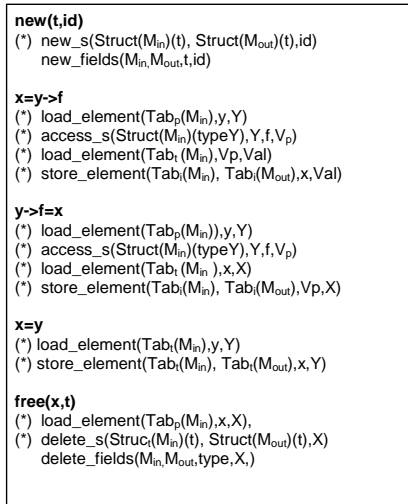 new(t,id)
(*) new_s(Struct(Min)(t), Struct(Mout)(t),id)
new_fields(Min,Mout,t,id)
x=y->f
(*) load_element(Tabp(Min),y,Y)
(*) access_s(Struct(Min)(typeY),Y,f,Vp)
(*) load_element(Tabt (Min),Vp,Val)
(*) store_element(Tabi(Min), Tabi(Mout),x,Val)
y->f=x
(*) load_element(Tabp(Min)),y,Y)
(*) access_s(Struct(Min)(typeY),Y,f,Vp)
(*) load_element(Tabt (Min ),x,X)
(*) store_element(Tabi(Min), Tabi(Mout),Vp,X)
x=y
(*) load_element(Tabt(Min),y,Y)
(*) store_element(Tabt(Min), Tabt(Mout),x,Y)
free(x,t)
(*) load_element(Tabp(Min),x,X),
(*) delete_s(Struct(Min)(t), Struct(Mout)(t),X)
delete_fields(Min,Mout,type,X,)